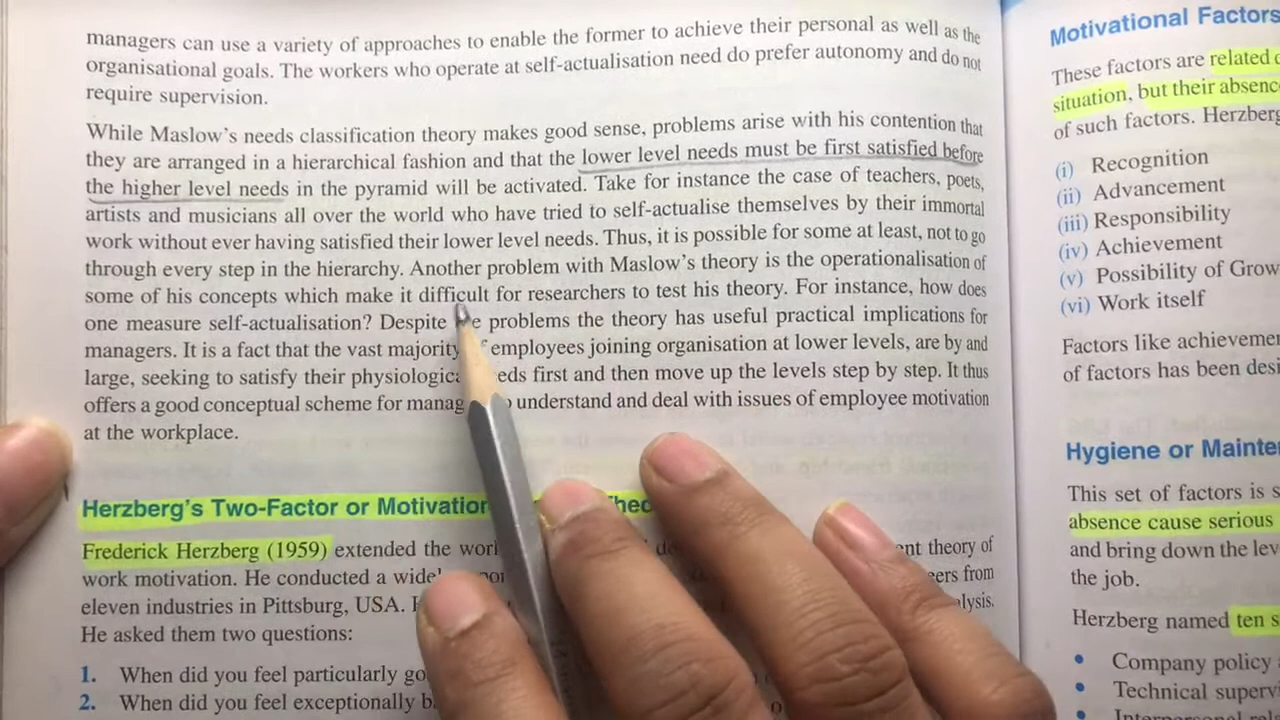 managers can use a variety of approaches to enable the former to achieve their personal as well as the
organisational goals. The workers who operate at self-actualisation need do prefer autonomy and do not
require supervision.
While Maslow's needs classification theory makes good sense, problems arise with his contention that
they are arranged in a hierarchical fashion and that the lower level needs must be first satisfied before
the higher level needs in the pyramid will be activated. Take for instance the case of teachers, poets,
artists and musicians all over the world who have tried to self-actualise themselves by their immortal
work without ever having satisfied their lower level needs. Thus, it is possible for some at least, not to go
through every step in the hierarchy. Another problem with Maslow's theory is the operationalisation of
some of his concepts which make it difficult for researchers to test his theory. For instance, how does
one measure self-actualisation? Despite problems the theory has useful practical implications for
managers. It is a fact that the vast majority employees joining organisation at lower levels, are by and
large, seeking to satisfy their first and then move up the levels step by step. It thus
offers a good conceptual scheme for understand and deal with issues of employee motivation
at the workplace.
Herzberg's Two-Factor or
Frederick Herzberg (1959) extended the
work motivation. He conducted a
eleven industries in Pittsburg, USA.
He asked them two questions:
1. When did you feel particularly
2. When did you feel exceptionally
theory of
from
Motivational Factors
These factors are related
situation, but their absence
of such factors.
(i) Recognition
(ii) Advancement
(iii) Responsibility
(iv) Achievement
(v) Possibility of
(vi) Work itself
Factors like
of factors has been
Hygiene or
This set of factors is
absence cause serious
and bring down the
the job.
Herzberg named ten
• Company policy
• Technical